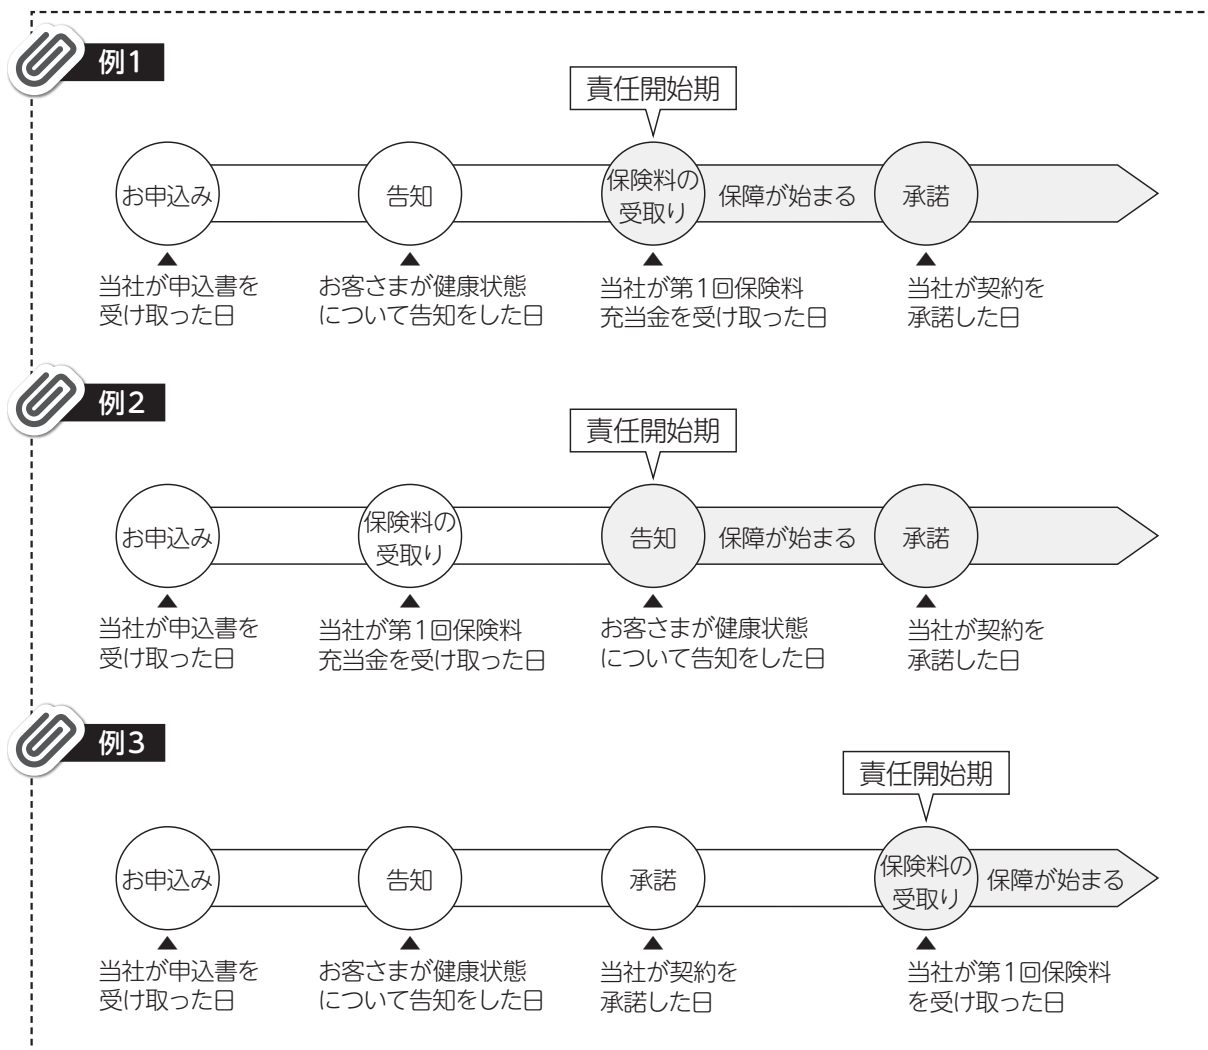 例1
責任開始期
お申込み
告知
保険料の
受取り
保障が始まる
承諾
当社が申込書を
受け取った日
お客さまが健康状態
について告知をした日
当社が第1回保険料
充当金を受け取った日
当社が契約を
承諾した日
例2
責任開始期
お申込み
保険料の
受取り
告知
保障が始まる
承諾
当社が申込書を
受け取った日
当社が第1回保険料
充当金を受け取った日
お客さまが健康状態
について告知をした日
当社が契約を
承諾した日
例3
責任開始期
お申込み
告知
承諾
保険料の
受取り
保障が始まる
当社が申込書を
受け取った日
お客さまが健康状態
について告知をした日
当社が契約を
承諾した日
当社が第1回保険料
を受け取った日